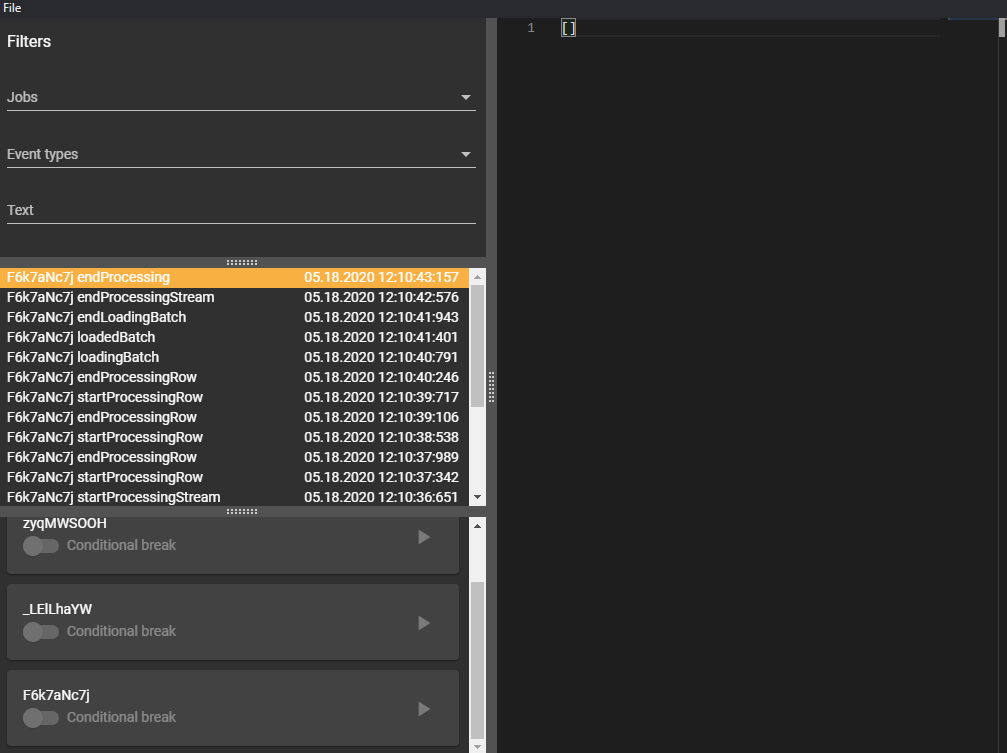 File
Filters
Jobs
Event types
Text
F6k7aNc7j endProcessing 05.18.2020 12:10:43:157
F6k7aNc7j endProcessingStream 05.18.2020 12:10:42:576
F6k7aNc7j endLoadingBatch 05.18.2020 12:10:41:943
F6k7aNc7j loadedBatch 05.18.2020 12:10:41:401
F6k7aNc7j loadingBatch 05.18.2020 12:10:40:791
F6k7aNc7j endProcessingRow 05.18.2020 12:10:40:246
F6k7aNc7j startProcessingRow 05.18.2020 12:10:39:717
F6k7aNc7j endProcessingRow 05.18.2020 12:10:39:106
F6k7aNc7j startProcessingRow 05.18.2020 12:10:38:538
F6k7aNc7j endProcessingRow 05.18.2020 12:10:37:989
F6k7aNc7j startProcessingRow 05.18.2020 12:10:37:342
F6k7aNc7j startProcessingStream 05.18.2020 12:10:36:651
zyqMWSOOH
Conditional break
_LElLhaYW
Conditional break
F6k7aNc7j
Conditional break
1 []